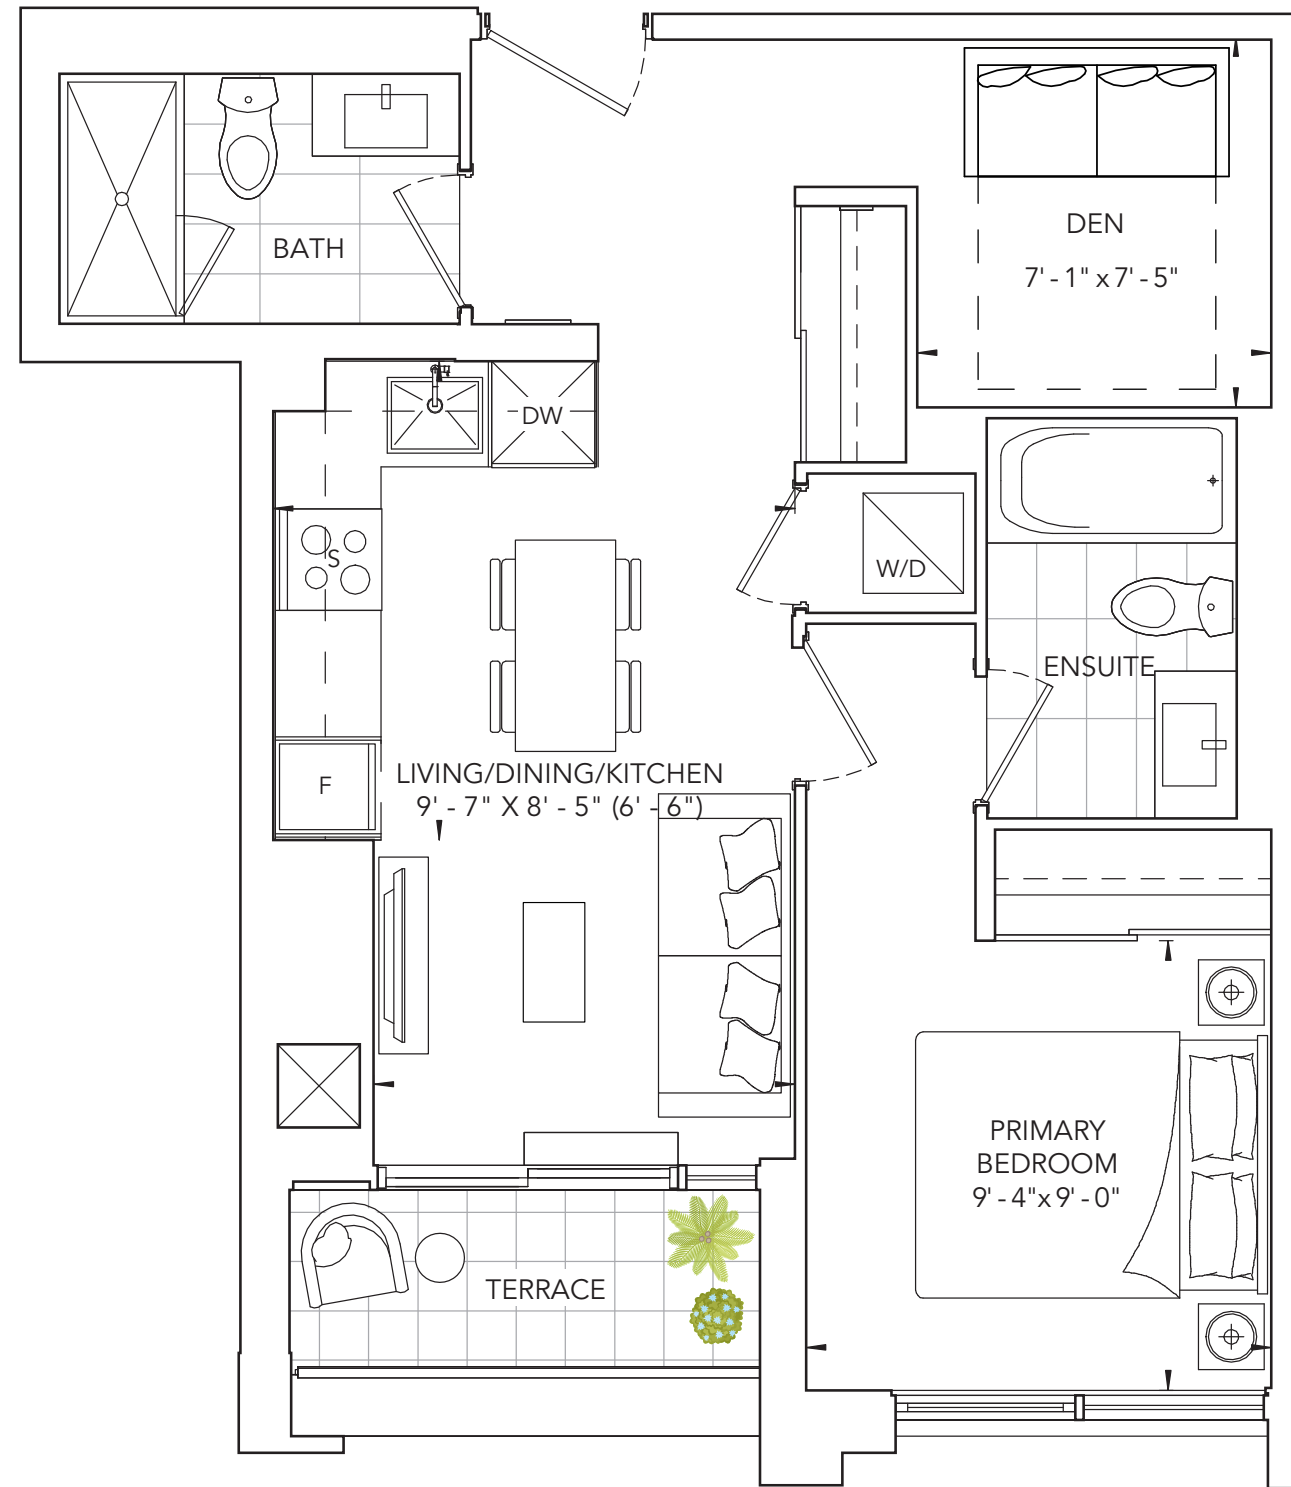 DEN
7' - 1" x 7' - 5"
BATH
DW
S
W/D
ENSUITE
F
LIVING/DINING/KITCHEN
9' - 7" X 8' - 5" (6' - 6")
PRIMARY
BEDROOM
9' - 4"x 9' - 0"
TERRACE